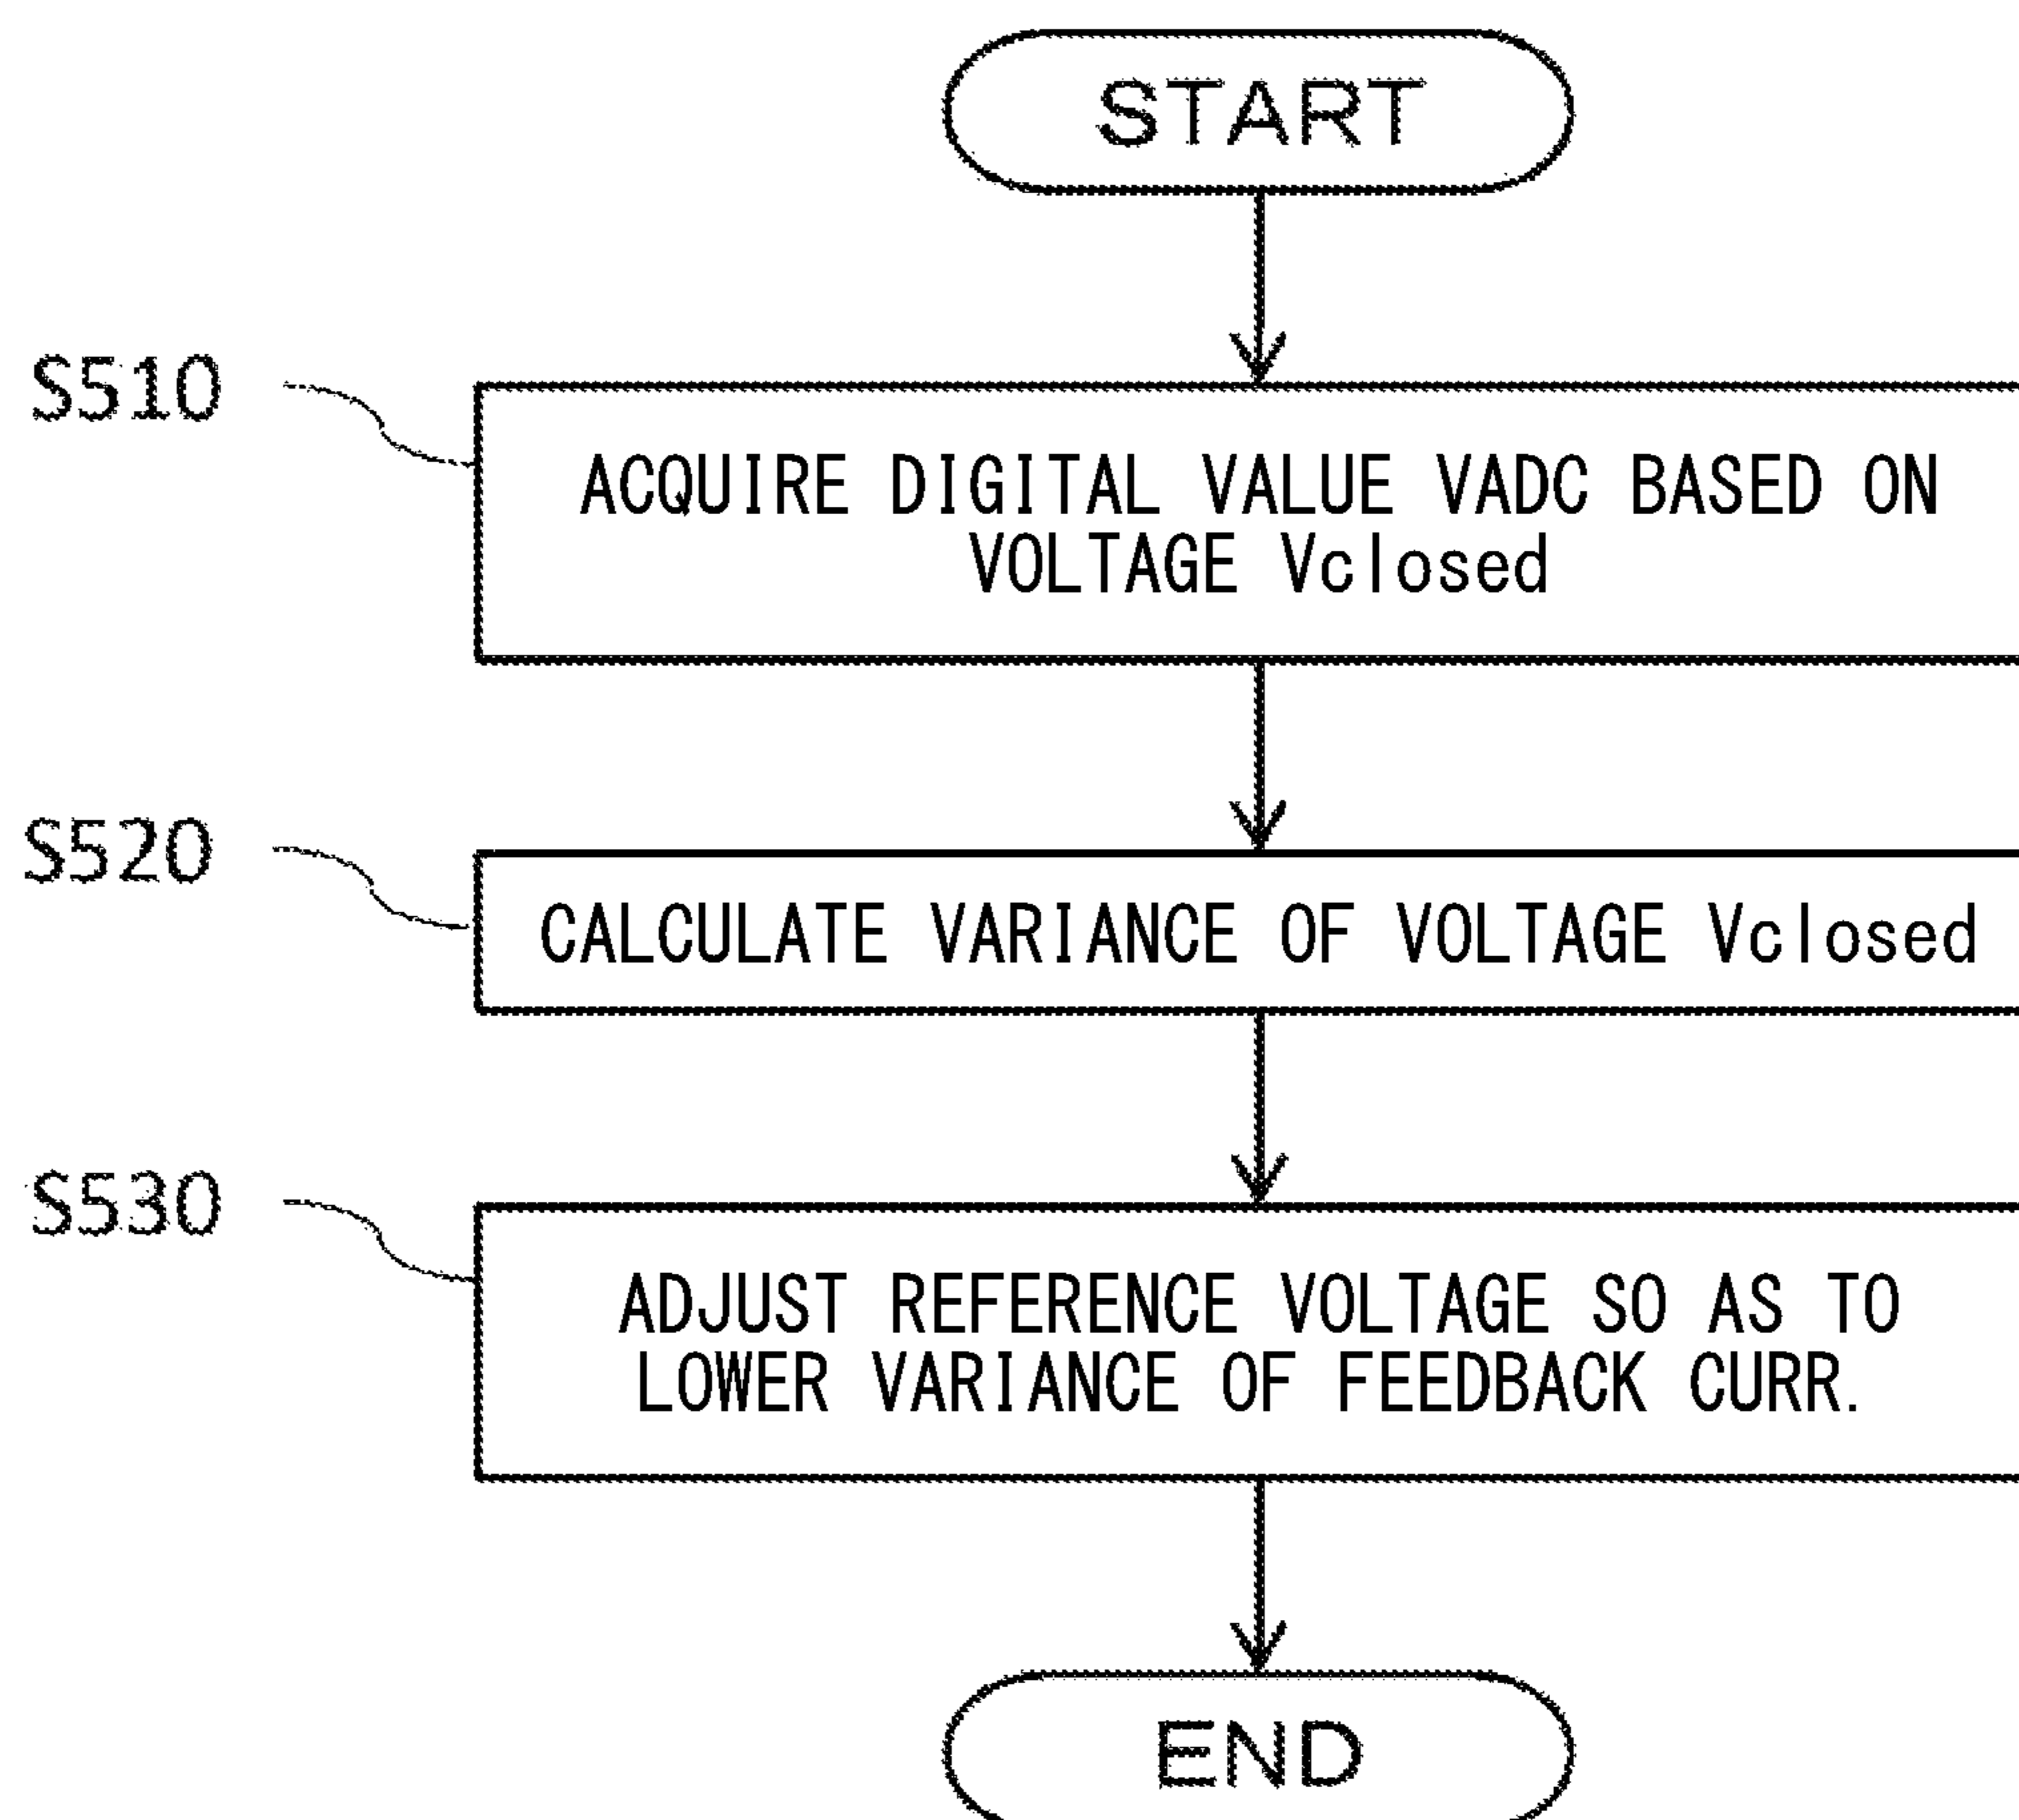 START
S510
ACQUIRE DIGITAL VALUE VADC BASED ON
VOLTAGE Vclosed
S520
CALCULATE VARIANCE OF VOLTAGE Vclosed
S530
ADJUST REFERENCE VOLTAGE SO AS TO
LOWER VARIANCE OF FEEDBACK CURR.
END